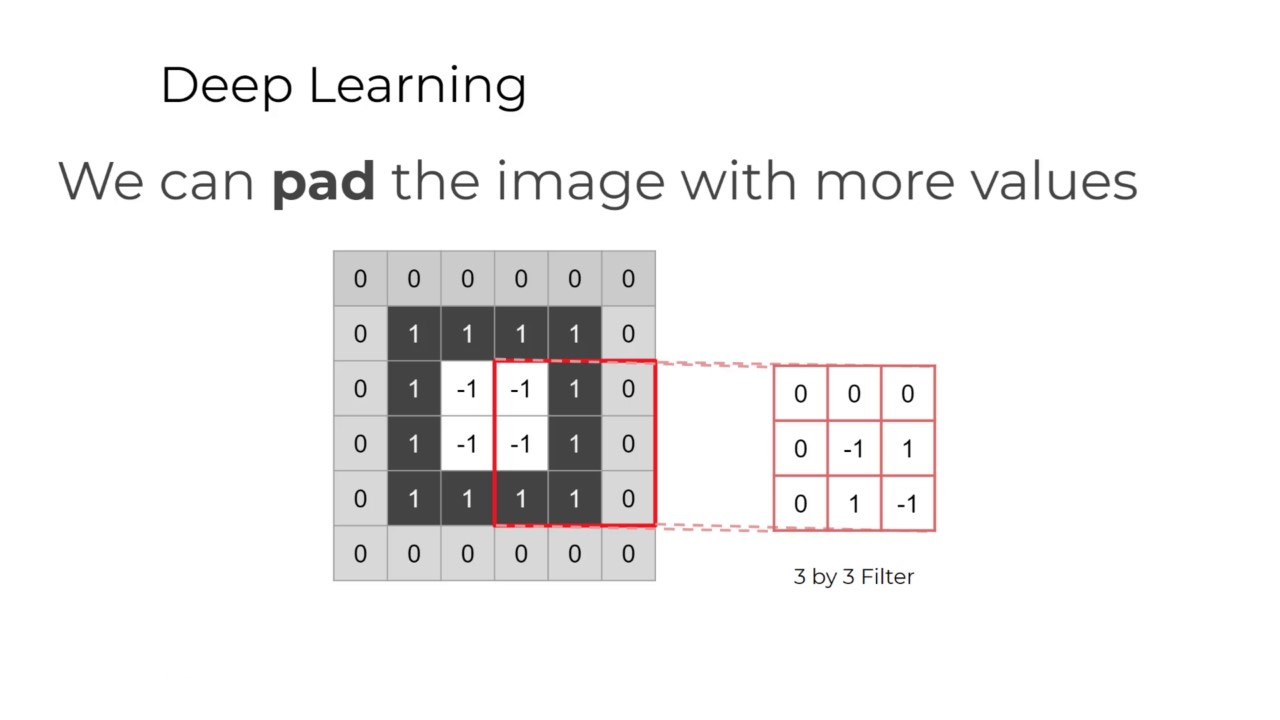 Deep Learning
We can pad the image with more values
0 0 0 0 0 0
0 1 1 1 1 0
0 1 -1 -1 1 0
0 1 -1 -1 1 0
0 1 1 1 1 0
0 0 0 0 0 0
0 0 0
0 -1 1
0 1 -1
3 by 3 Filter